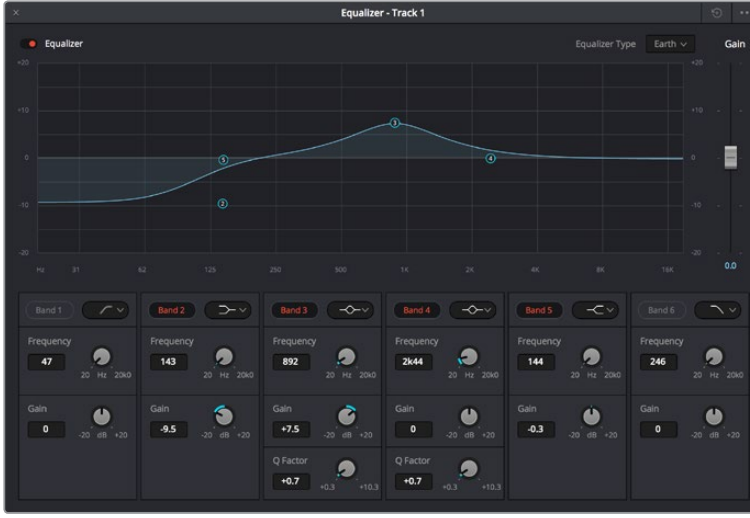 Equalizer - Track 1
Equalizer
Equalizer Type Earth Gain
+20 +20
+10 +10
0 0
-10 -10
-20 -20
5 2 3 4
Hz 31 62 125 250 500 1K 2K 4K 8K 16K
0.0
Band 1 Band 2 Band 3 Band 4 Band 5 Band 6
Frequency Frequency Frequency Frequency Frequency Frequency
47 143 892 2k44 144 246
20 Hz 20k0 20 Hz 20k0 20 Hz 20k0 20 Hz 20k0 20 Hz 20k0 20 Hz 20k0
Gain Gain Gain Gain Gain Gain
0 -9.5 +7.5 0 -0.3 0
-20 dB +20 -20 dB +20 -20 dB +20 -20 dB +20 -20 dB +20 -20 dB +20
Q Factor Q Factor
+0.7 +0.7
+0.3 +10.3 +0.3 +10.3